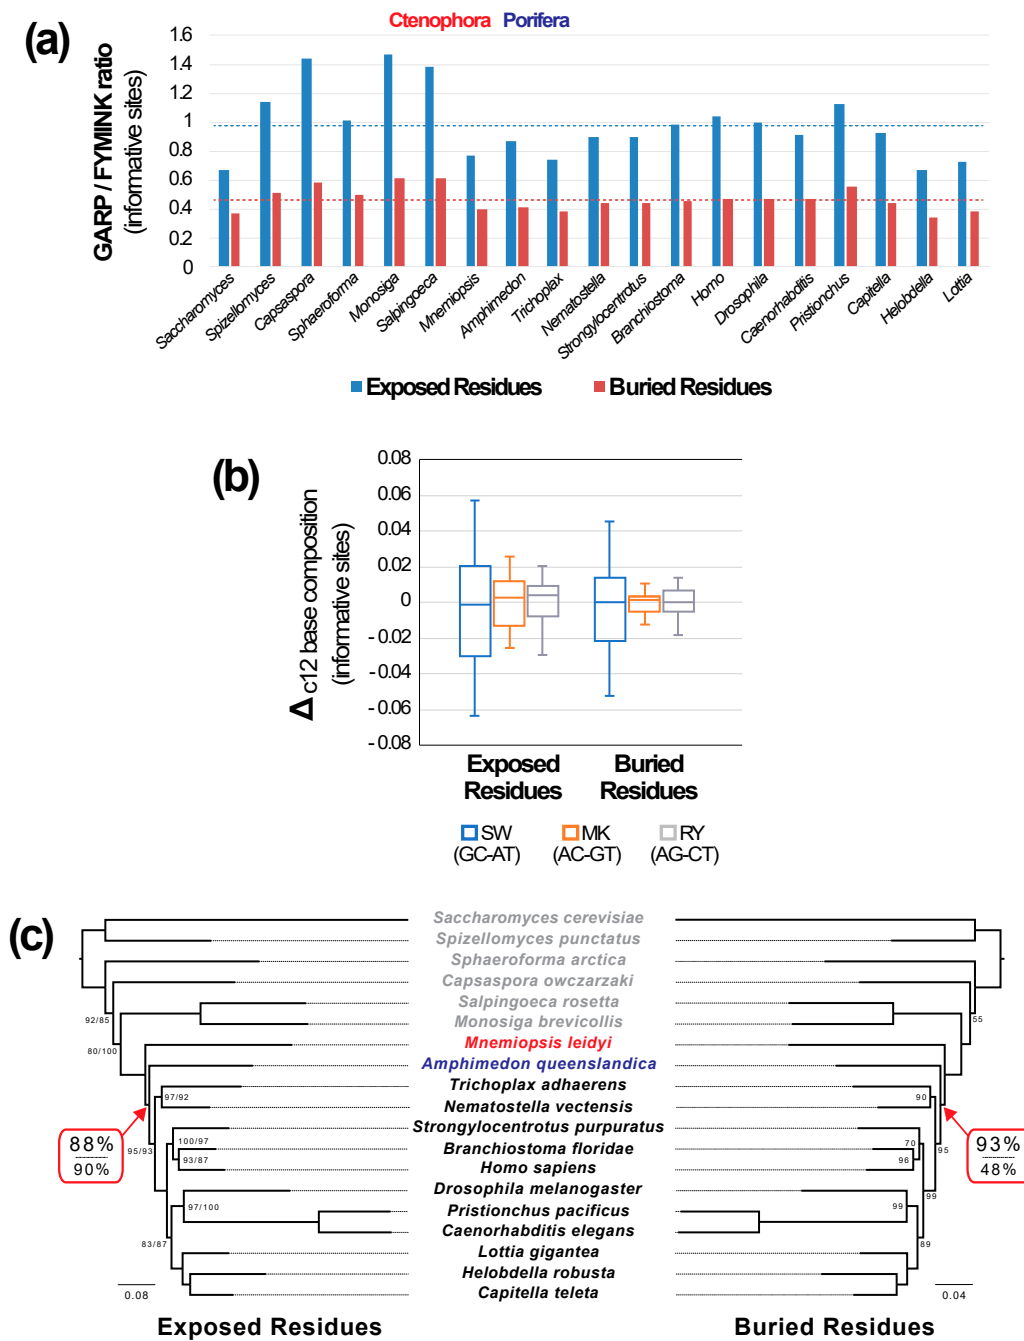 (a)
Ctenophora Porifera
GARP / FYMINK ratio
(informative sites)
1.6
1.4
1.2
1
0.8
0.6
0.4
0.2
0
Saccharomyces
Spizellomyces
Capsaspora
Sphaeroforma
Monosiga
Salpingoeca
Mnemiopsis
Amphimedon
Trichoplax
Nematostella
Strongylocentrotus
Branchiostoma
Homo
Drosophila
Caenorhabditis
Pristionchus
Capitella
Helobdella
Lottia
Exposed Residues Buried Residues
(b)
Δ c12 base composition
(informative sites)
0.08
0.06
0.04
0.02
0
-0.02
-0.04
-0.06
-0.08
Exposed
Residues
Buried
Residues
SW
(GC-AT)
MK
(AC-GT)
RY
(AG-CT)
(c)
Saccharomyces cerevisiae
Spizellomyces punctatus
Sphaeroforma arctica
Capsaspora owczarzaki
Salpingoeca rosetta
Monosiga brevicollis
Mnemiopsis leidyi
Amphimedon queenslandica
Trichoplax adhaerens
Nematostella vectensis
Strongylocentrotus purpuratus
Branchiostoma floridae
Homo sapiens
Drosophila melanogaster
Pristionchus pacificus
Caenorhabditis elegans
Lottia gigantea
Helobdella robusta
Capitella teleta
92/85
80/100
97/92
88%
90%
95/93
100/97
93/87
97/100
83/87
0.08
Exposed Residues
55
90
93%
48%
95
70
96
99
99
89
0.04
Buried Residues